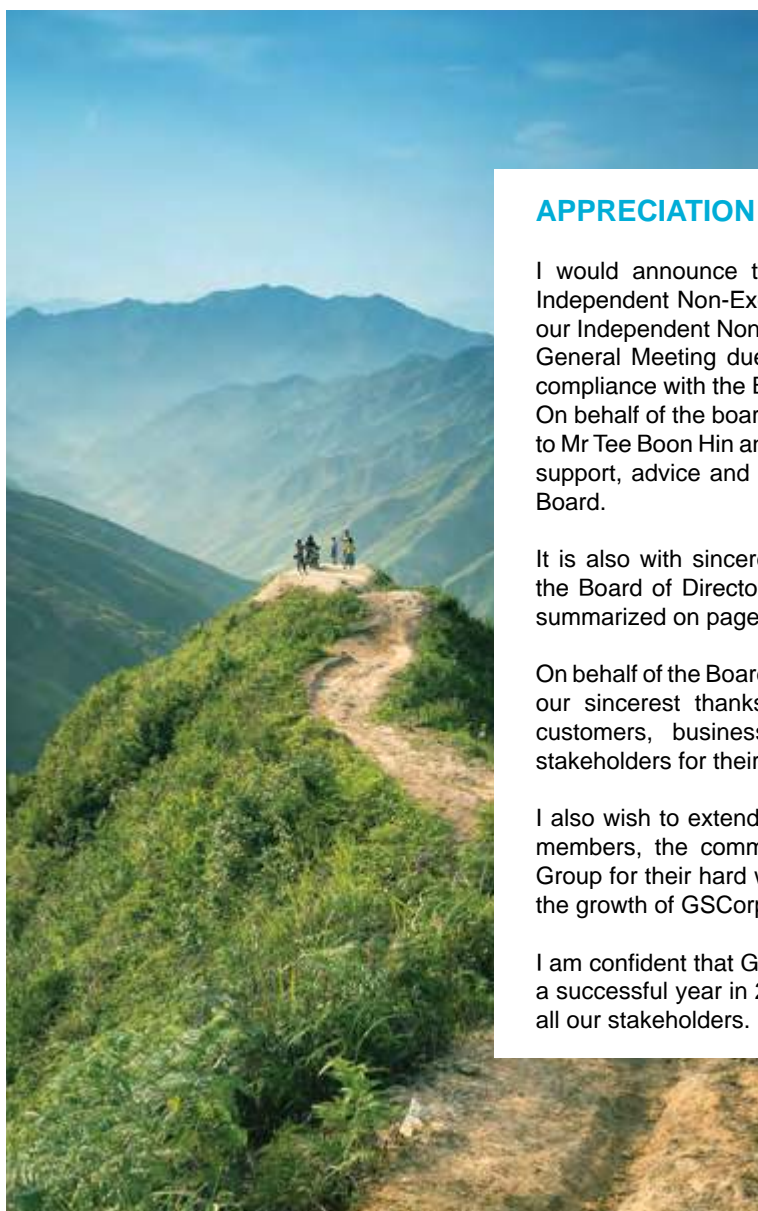 APPRECIATION
I would announce t
Independent Non-Ex
our Independent Non
General Meeting due
compliance with the B
On behalf of the boar
to Mr Tee Boon Hin an
support, advice and
Board.
It is also with sincer
the Board of Directo
summarized on page
On behalf of the Board
our sincerest thanks
customers, business
stakeholders for their
I also wish to extend
members, the comm
Group for their hard w
the growth of GSCorp
I am confident that G
a successful year in 2
all our stakeholders.